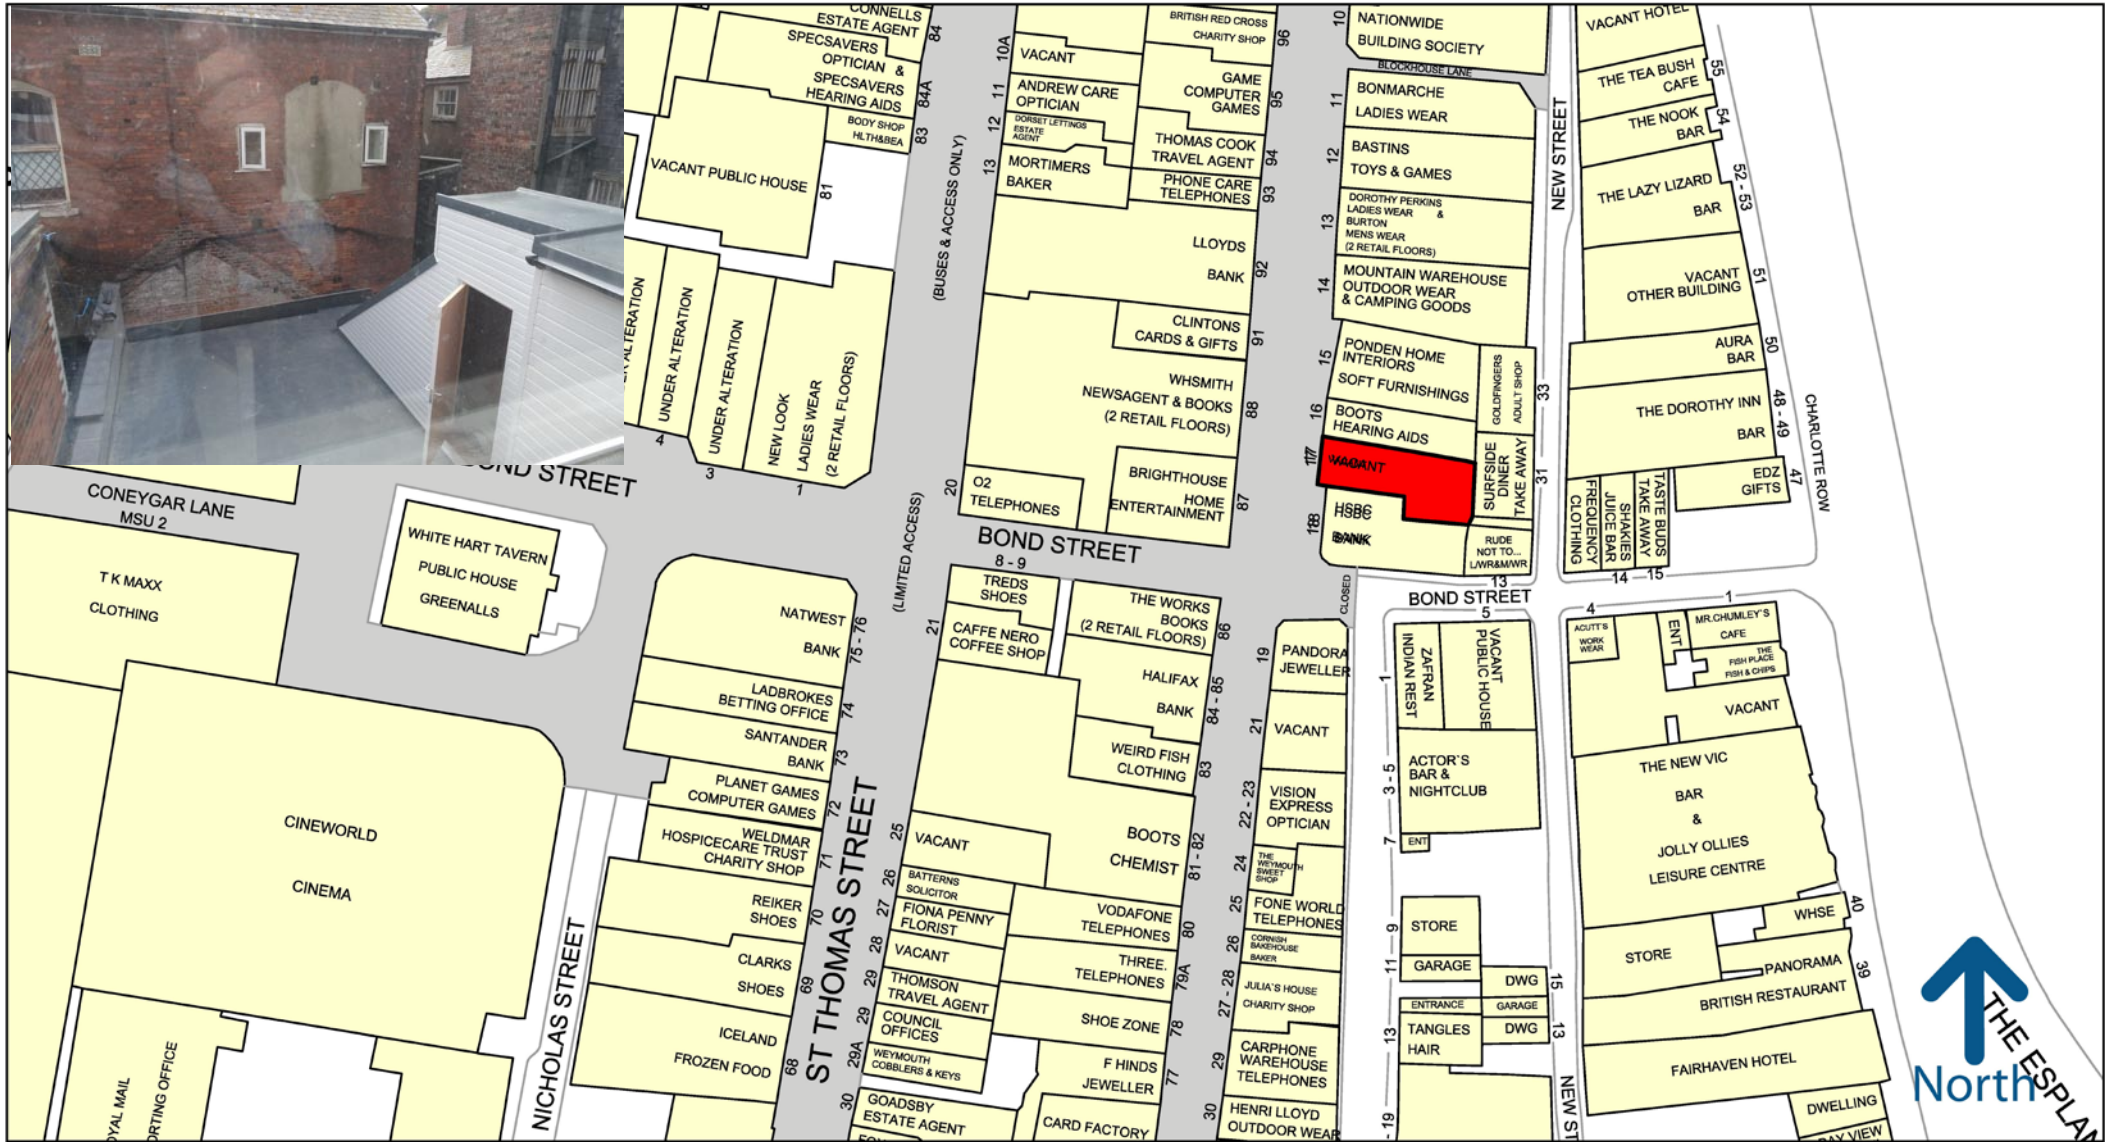 CONNELLS
ESTATE AGENT
84
SPECSAVERS
OPTICIAN &
SPECSAVERS
HEARING AIDS
84A
BODY SHOP
HLTH&BEA
83
VACANT PUBLIC HOUSE
81
UNDER ALTERATION
UNDER ALTERATION
4
3
NEW LOOK
LADIES WEAR
(2 RETAIL FLOORS)
1
(BUSES & ACCESS ONLY)
10A
VACANT
11
ANDREW CARE
OPTICIAN
12
DORSET LETTINGS
ESTATE
AGENT
13
MORTIMERS
BAKER
BRITISH RED CROSS
CHARITY SHOP
96
GAME
COMPUTER
GAMES
95
THOMAS COOK
TRAVEL AGENT
94
PHONE CARE
TELEPHONES
93
LLOYDS
BANK
92
CLINTONS
CARDS & GIFTS
91
WHSMITH
NEWSAGENT & BOOKS
(2 RETAIL FLOORS)
88
BRIGHTHOUSE
HOME
ENTERTAINMENT
87
20
O2
TELEPHONES
10
NATIONWIDE
BUILDING SOCIETY
BLOCKHOUSE LANE
11
BONMARCHE
LADIES WEAR
12
BASTINS
TOYS & GAMES
13
DOROTHY PERKINS
LADIES WEAR &
BURTON
MENS WEAR
(2 RETAIL FLOORS)
14
MOUNTAIN WAREHOUSE
OUTDOOR WEAR
& CAMPING GOODS
15
PONDEN HOME
INTERIORS
SOFT FURNISHINGS
16
BOOTS
HEARING AIDS
17
VACANT
18
HSBC
BANK
GOLDFINGERS
ADULT SHOP
33
SURFSIDE
DINER
TAKE AWAY
31
RUDE
NOT TO...
L/WR&M/WR
13
NEW STREET
VACANT HOTEL
THE TEA BUSH
CAFE
55
THE NOOK
BAR
54
THE LAZY LIZARD
BAR
52 - 53
VACANT
OTHER BUILDING
51
AURA
BAR
50
THE DOROTHY INN
BAR
48 - 49
EDZ
GIFTS
47
CHARLOTTE ROW
FREQUENCY
CLOTHING
SHAKIES
JUICE BAR
TASTE BUDS
TAKE AWAY
14
15
BOND STREET
CONEYGAR LANE
MSU 2
T K MAXX
CLOTHING
WHITE HART TAVERN
PUBLIC HOUSE
GREENALLS
CINEWORLD
CINEMA
NICHOLAS STREET
NATWEST
BANK
75 - 76
LADBROKES
BETTING OFFICE
74
SANTANDER
BANK
73
PLANET GAMES
COMPUTER GAMES
72
WELDMAR
HOSPICECARE TRUST
CHARITY SHOP
71
REIKER
SHOES
70
CLARKS
SHOES
69
ICELAND
FROZEN FOOD
68
ST THOMAS STREET
(LIMITED ACCESS)
BOND STREET
8 - 9
TREDS
SHOES
21
CAFFE NERO
COFFEE SHOP
THE WORKS
BOOKS
(2 RETAIL FLOORS)
86
HALIFAX
BANK
84 - 85
WEIRD FISH
CLOTHING
83
25
VACANT
BOOTS
CHEMIST
81 - 82
26
BATTERNS
SOLICITOR
27
FIONA PENNY
FLORIST
28
VACANT
29
THOMSON
TRAVEL AGENT
29
COUNCIL
OFFICES
29A
WEYMOUTH
COBBLERS & KEYS
30
GOADSBY
ESTATE AGENT
VODAFONE
TELEPHONES
80
THREE.
TELEPHONES
79A
SHOE ZONE
78
F HINDS
JEWELLER
77
CARD FACTORY
CLOSED
19
PANDORA
JEWELLER
21
VACANT
22 - 23
VISION
EXPRESS
OPTICIAN
24
THE
WEYMOUTH
SWEET
SHOP
25
FONE WORLD
TELEPHONES
26
CORNISH
BAKEHOUSE
BAKER
27 - 28
JULIA`S HOUSE
CHARITY SHOP
29
CARPHONE
WAREHOUSE
TELEPHONES
30
HENRI LLOYD
OUTDOOR WEAR
BOND STREET
5
1
ZAFRAN
INDIAN REST
VACANT
PUBLIC HOUSE
3 - 5
ACTOR`S
BAR &
NIGHTCLUB
7
ENT
9
STORE
11
GARAGE
DWG
15
ENTRANCE
GARAGE
13
TANGLES
HAIR
DWG
13
- 19
NEW ST
4
1
ACUTT`S
WORK
WEAR
ENT
MR.CHUMLEY`S
CAFE
THE
FISH PLACE
FISH & CHIPS
VACANT
THE NEW VIC
BAR
&
JOLLY OLLIES
LEISURE CENTRE
WHSE
40
STORE
PANORAMA
BRITISH RESTAURANT
39
FAIRHAVEN HOTEL
DWELLING
BAY VIEW
THE ESPLAN
North